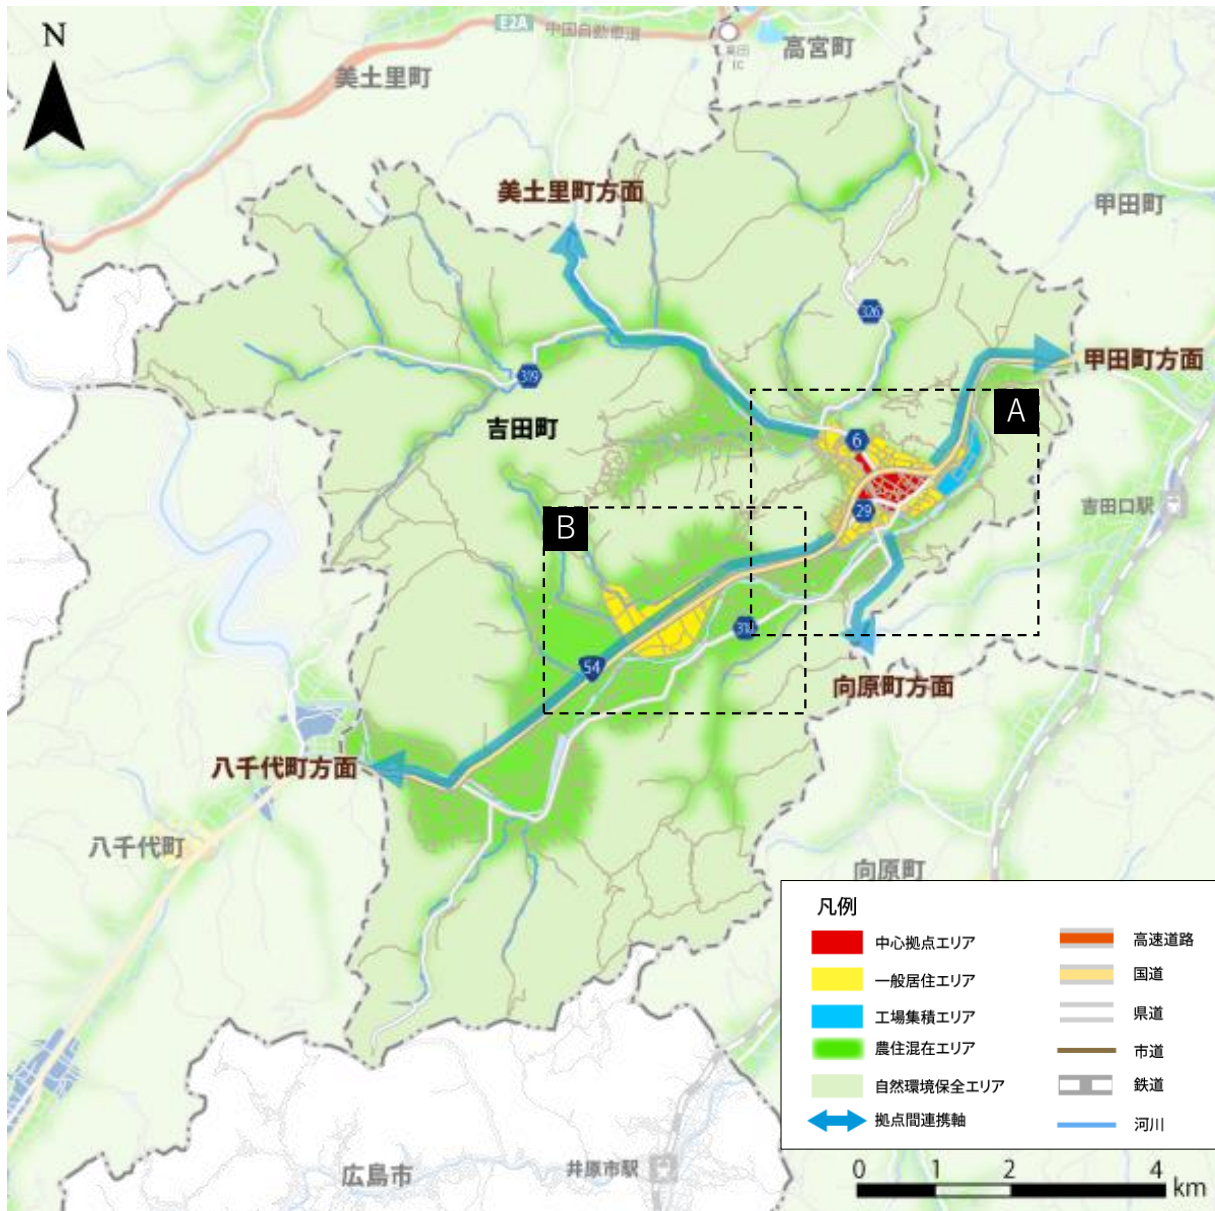 N
E2A
中国自動車道
高田
IC
高宮町
美土里町
美土里町方面
甲田町
326
甲田町方面
319
A
吉田町
6
吉田口駅
29
B
54
向原町方面
八千代町方面
八千代町
向原町
凡例
中心拠点エリア
一般居住エリア
工場集積エリア
農住混在エリア
自然環境保全エリア
拠点間連携軸
高速道路
国道
県道
市道
鉄道
河川
広島市
井原市駅
0 1 2 4 km